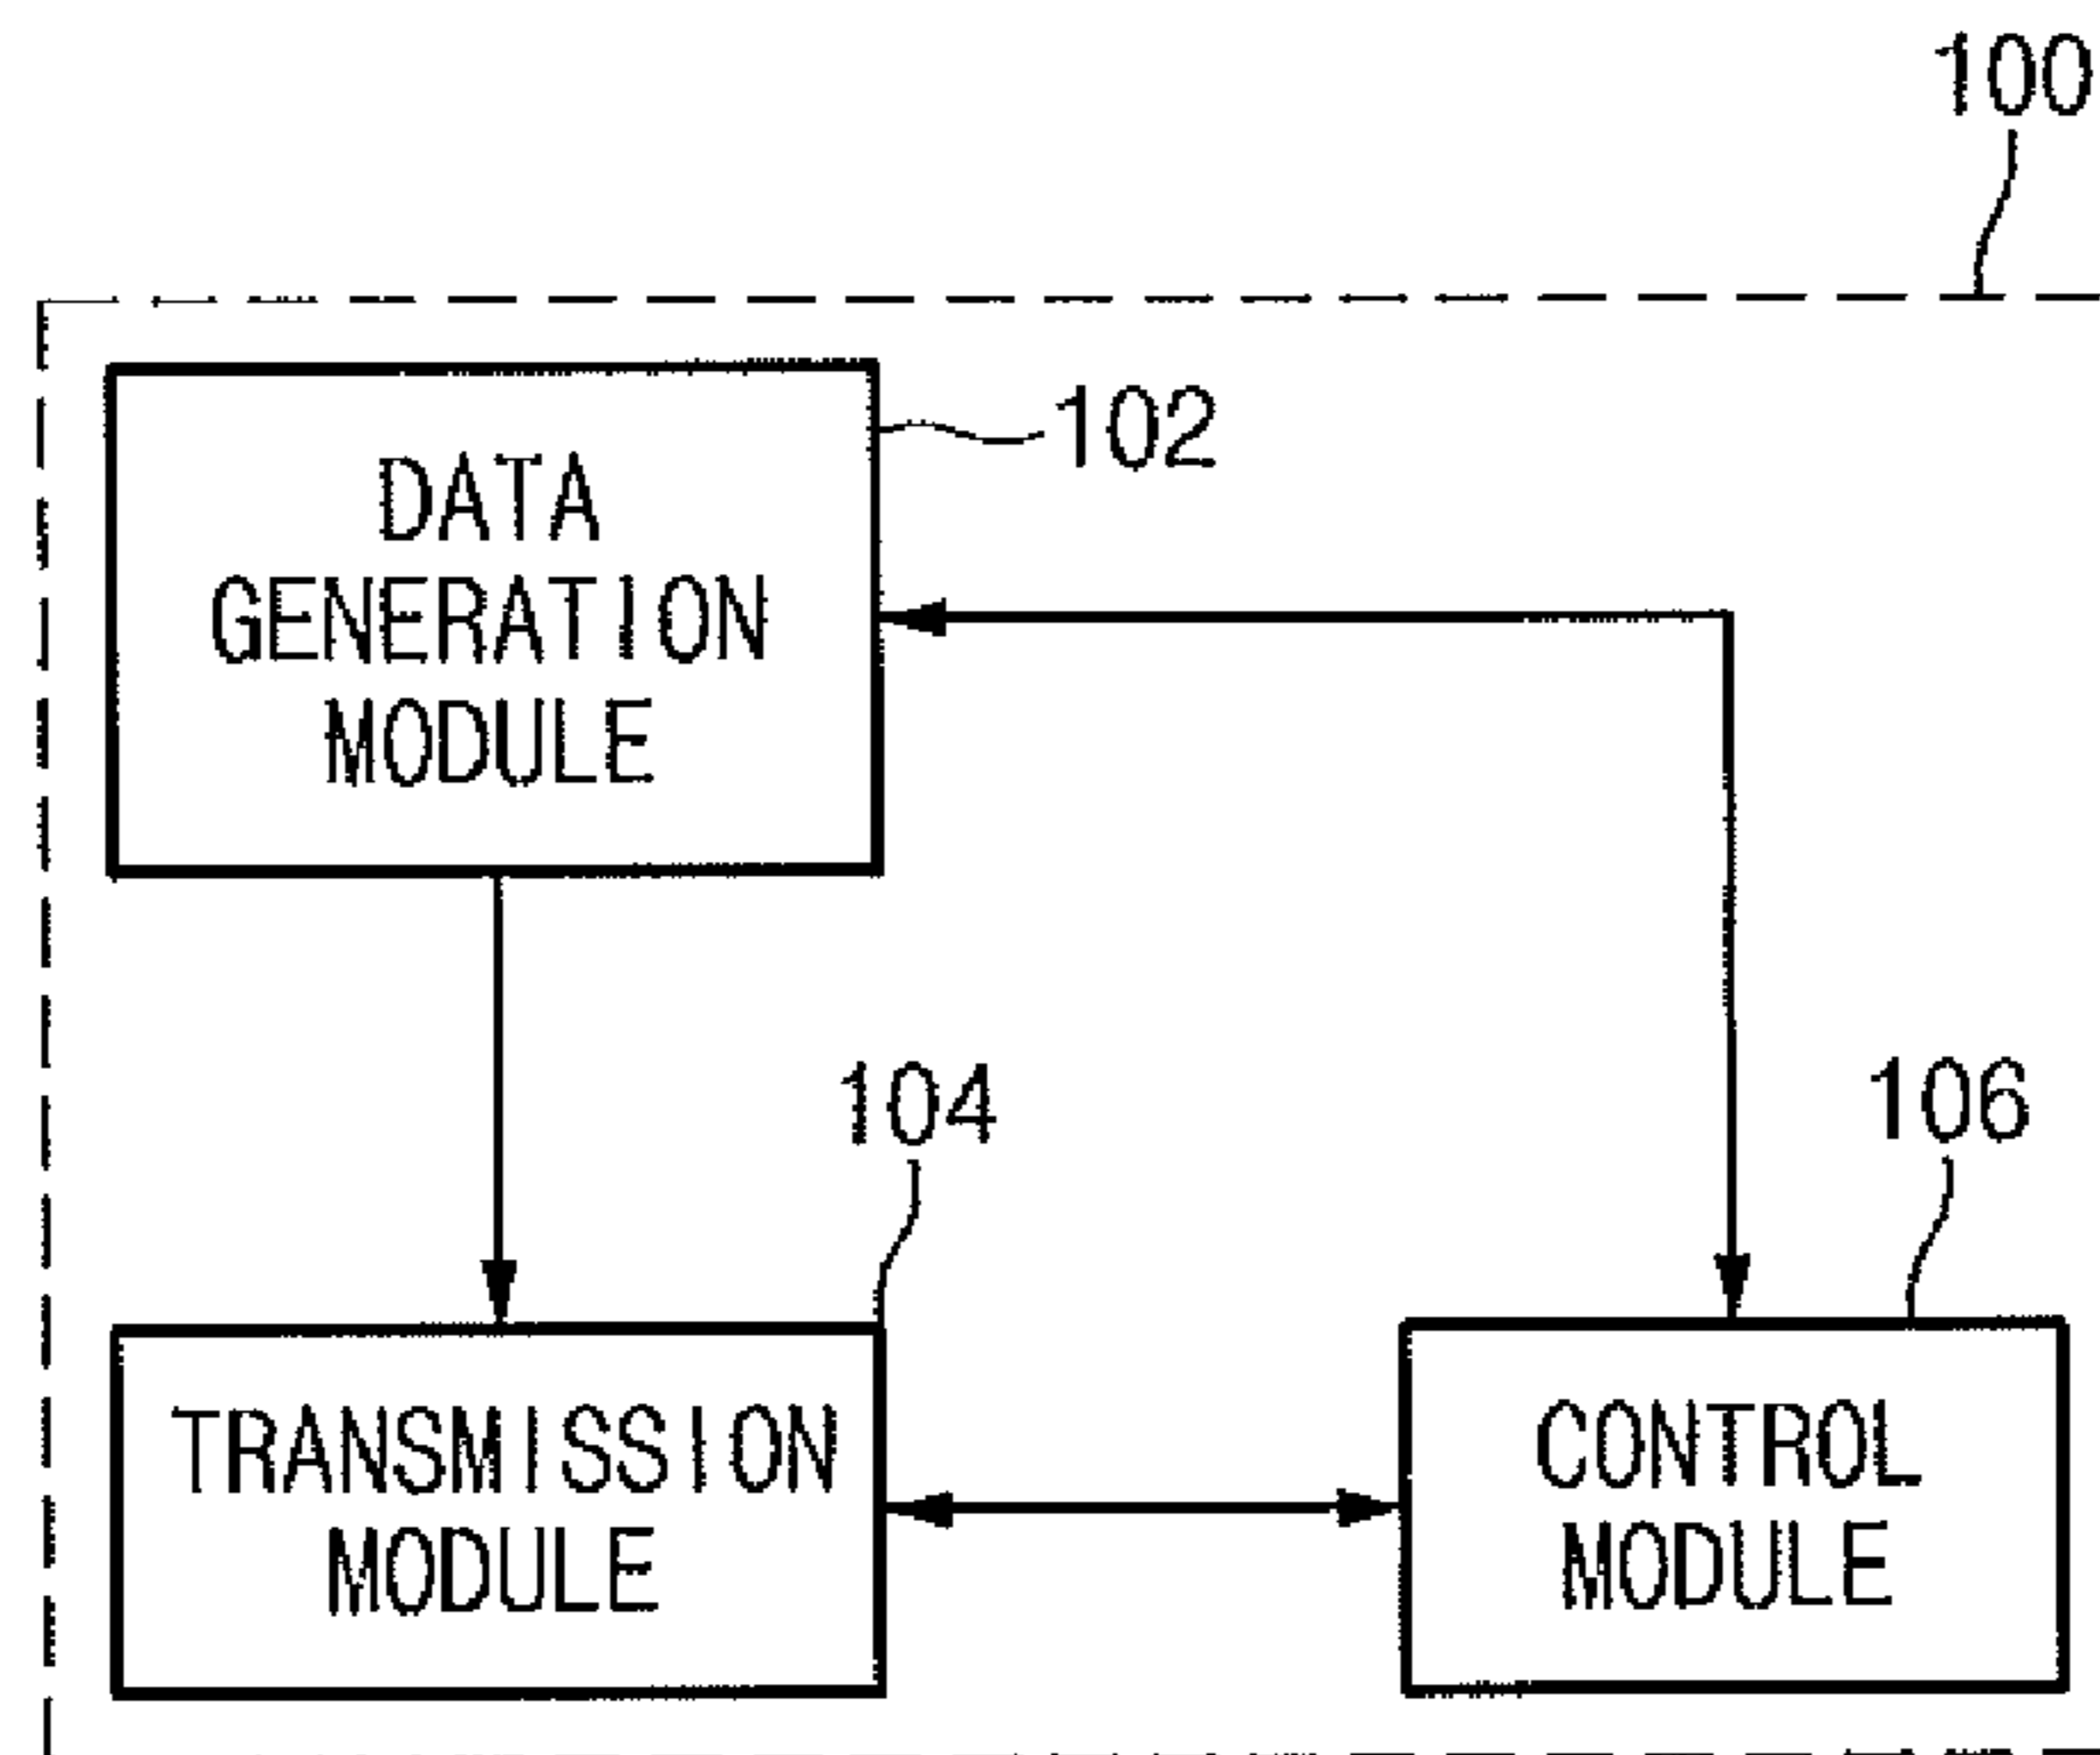 100
102
DATA
GENERATION
MODULE
104
106
TRANSMISSION
MODULE
CONTROL
MODULE